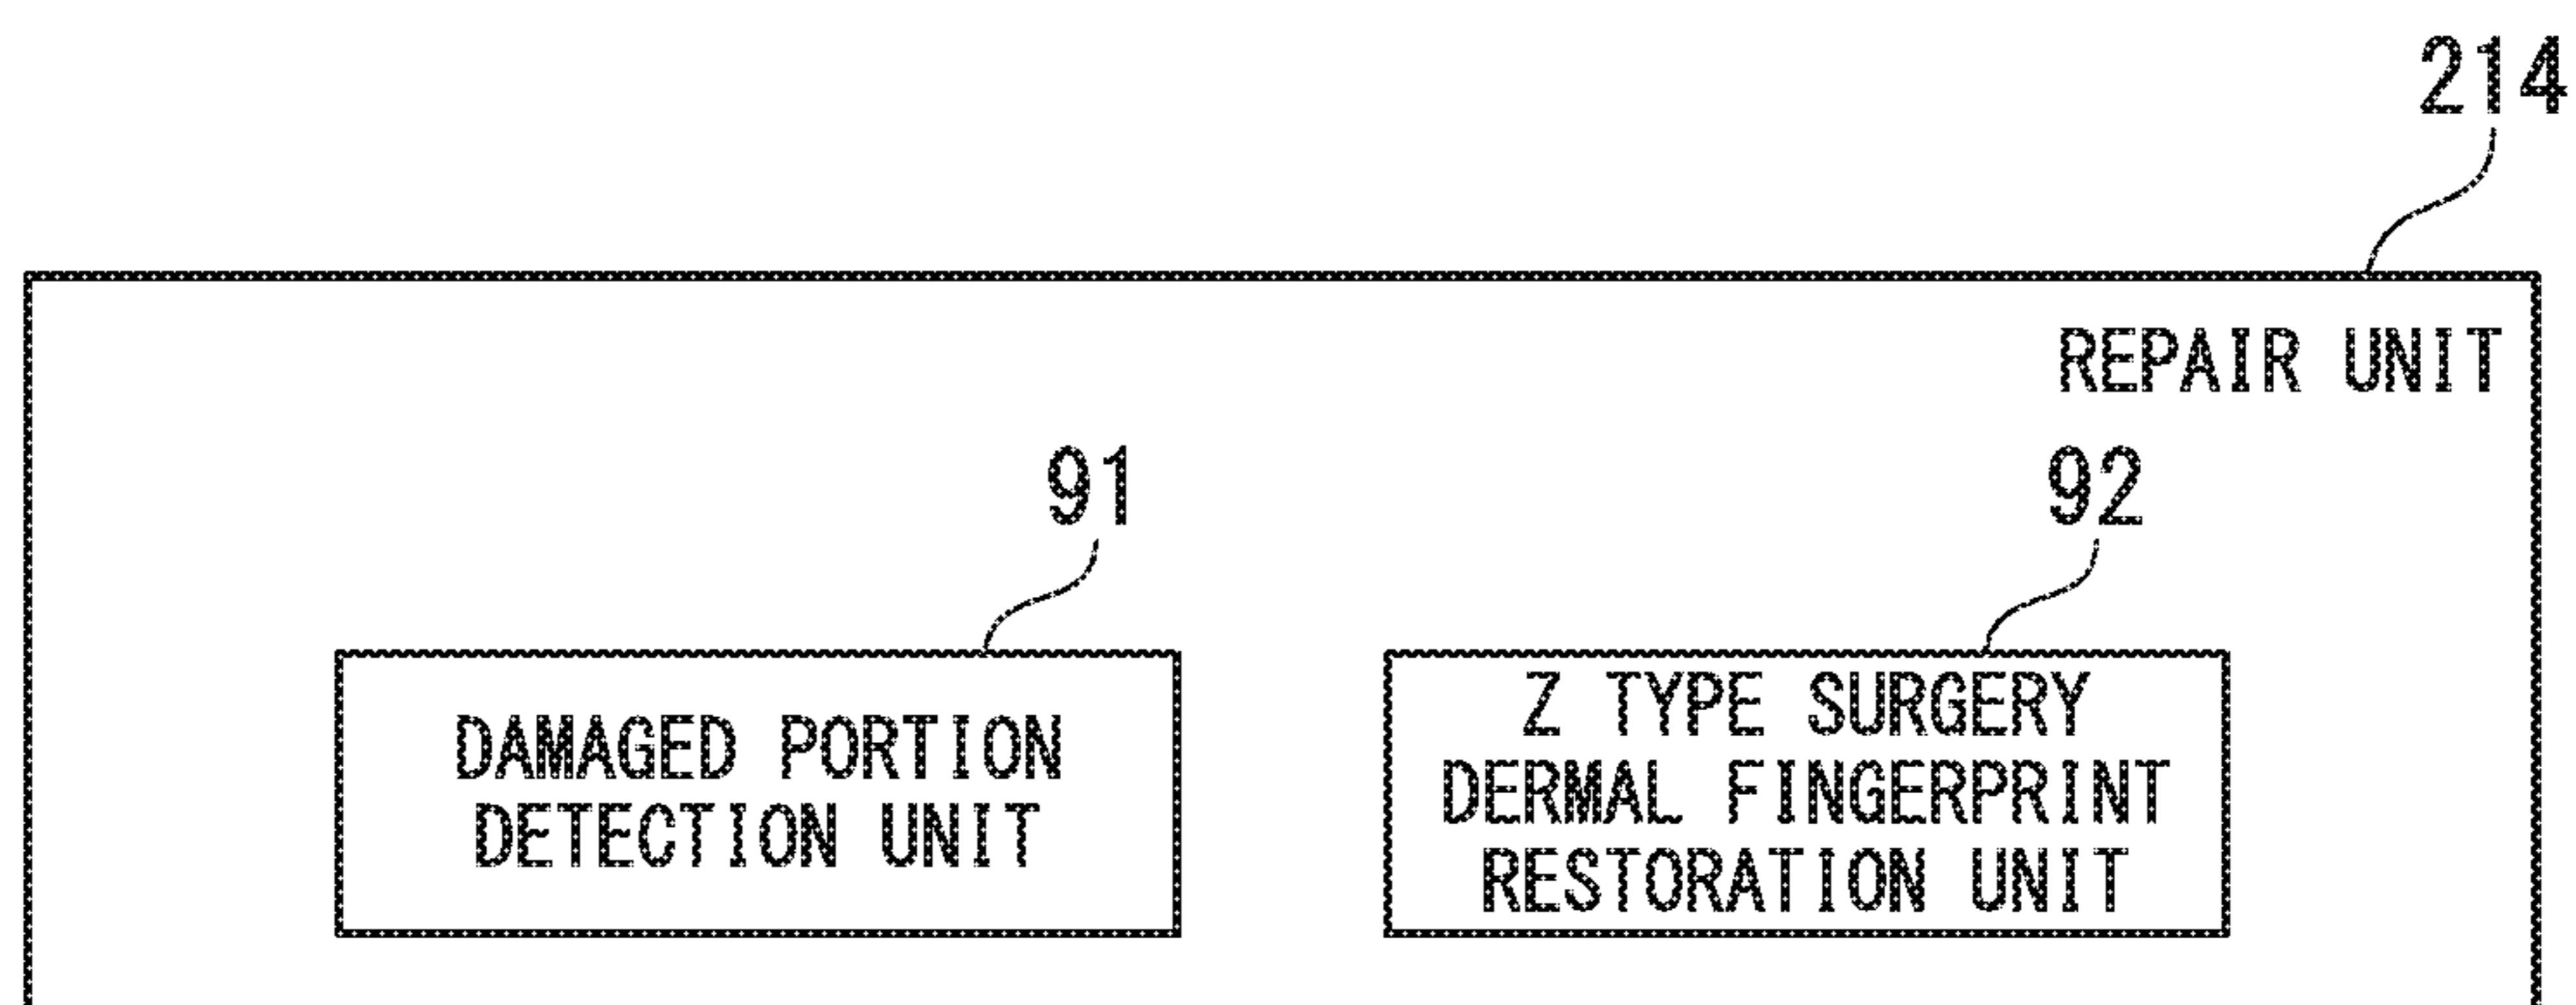 214
REPAIR UNIT
91
92
DAMAGED PORTION
DETECTION UNIT
Z TYPE SURGERY
DERMAL FINGERPRINT
RESTORATION UNIT